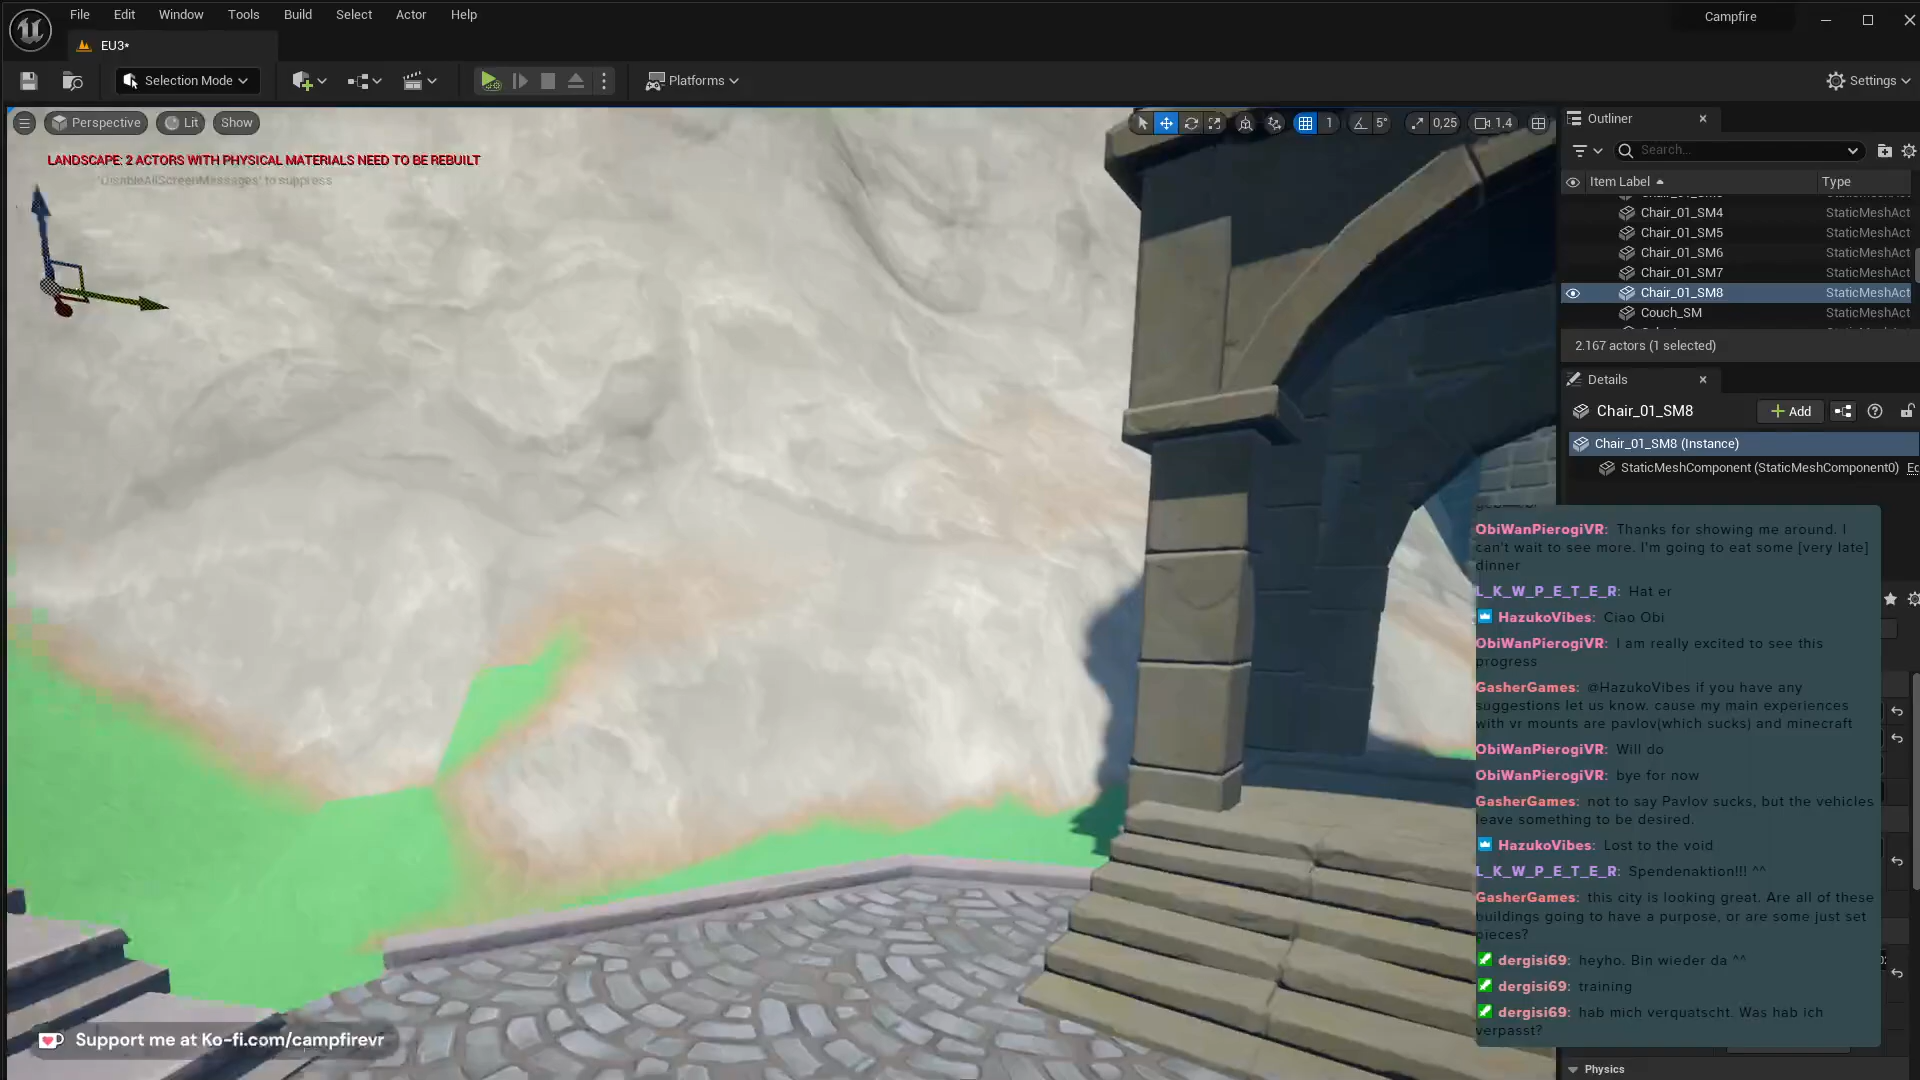 File Edit Window Tools Build Select Actor Help
Campfire
EU3*
Selection Mode
Platforms
Settings
Perspective Lit Show
1 5° 0,25 1,4
LANDSCAPE: 2 ACTORS WITH PHYSICAL MATERIALS NEED TO BE REBUILT
'DisableAllScreenMessages' to suppress
Outliner
Search...
Item Label Type
Chair_01_SM4 StaticMeshAct
Chair_01_SM5 StaticMeshAct
Chair_01_SM6 StaticMeshAct
Chair_01_SM7 StaticMeshAct
Chair_01_SM8 StaticMeshAct
Couch_SM StaticMeshAct
2.167 actors (1 selected)
Details
Chair_01_SM8
Add
Chair_01_SM8 (Instance)
StaticMeshComponent (StaticMeshComponent0) Ed
ObiWanPierogiVR: Thanks for showing me around. I
can't wait to see more. I'm going to eat some [very late]
dinner
L_K_W_P_E_T_E_R: Hat er
HazukoVibes: Ciao Obi
ObiWanPierogiVR: I am really excited to see this
progress
GasherGames: @HazukoVibes if you have any
suggestions let us know. cause my main experiences
with vr mounts are pavlov(which sucks) and minecraft
ObiWanPierogiVR: Will do
ObiWanPierogiVR: bye for now
GasherGames: not to say Pavlov sucks, but the vehicles
leave something to be desired.
HazukoVibes: Lost to the void
L_K_W_P_E_T_E_R: Spendenaktion!!! ^^
GasherGames: this city is looking great. Are all of these
buildings going to have a purpose, or are some just set
pieces?
dergisi69: heyho. Bin wieder da ^^
dergisi69: training
dergisi69: hab mich verquatscht. Was hab ich
verpasst?
Support me at Ko-fi.com/campfirevr
Physics